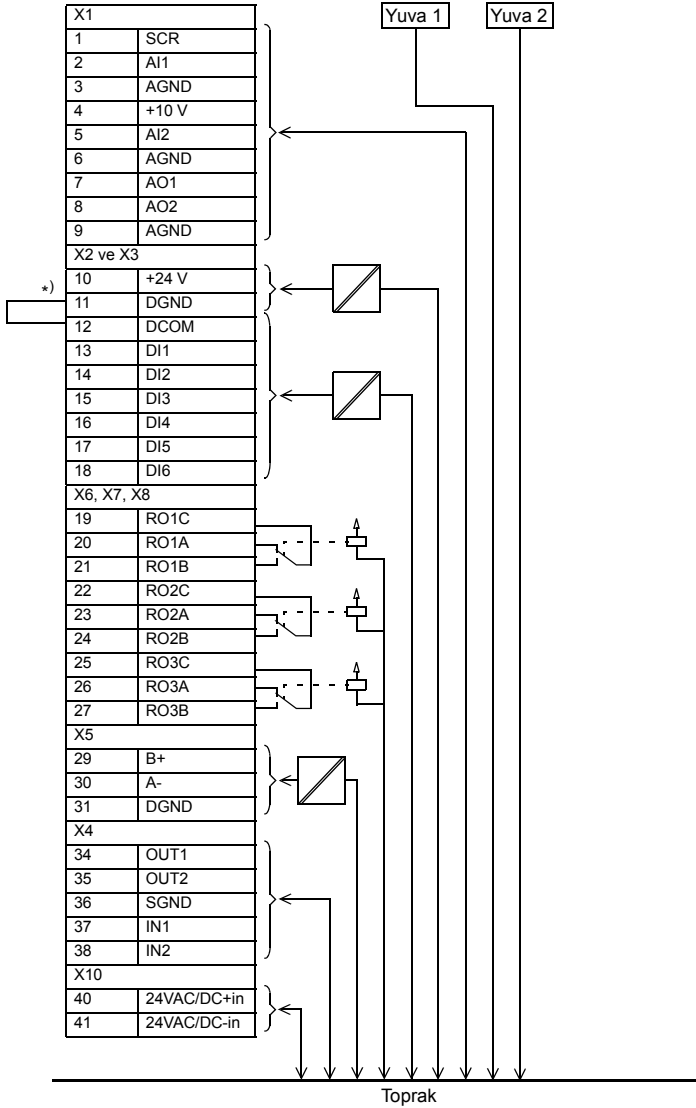 X1
Yuva 1
Yuva 2
1 SCR
2 AI1
3 AGND
4 +10 V
5 AI2
6 AGND
7 AO1
8 AO2
9 AGND
X2 ve X3
10 +24 V
*)
11 DGND
12 DCOM
13 DI1
14 DI2
15 DI3
16 DI4
17 DI5
18 DI6
X6, X7, X8
19 RO1C
20 RO1A
21 RO1B
22 RO2C
23 RO2A
24 RO2B
25 RO3C
26 RO3A
27 RO3B
X5
29 B+
30 A-
31 DGND
X4
34 OUT1
35 OUT2
36 SGND
37 IN1
38 IN2
X10
40 24VAC/DC+in
41 24VAC/DC-in
Toprak